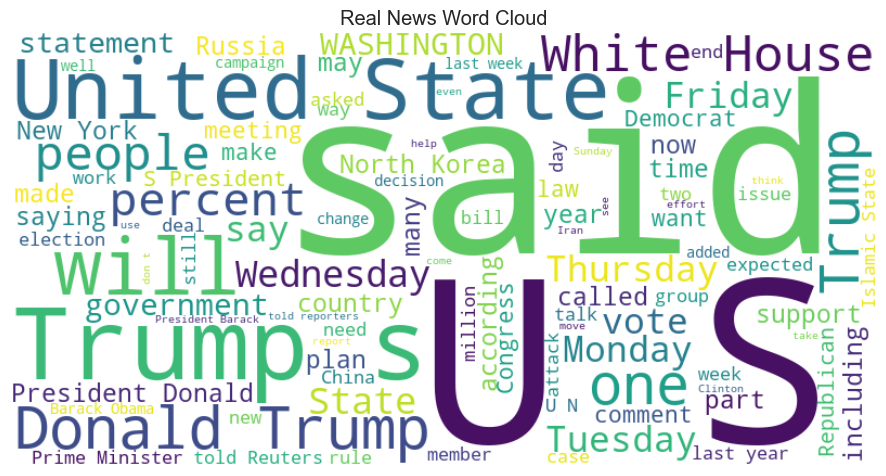 Real News Word Cloud
statement
Russia
WASHINGTON
White House
end
well
campaign
may
last week
United State
said
even
asked
way
Friday
Democrat
New York
meeting
help
now
people
make
North Korea
Sunday
day
time
Trump
work
S President
decision
law
two
think
issue
made
percent
many
bill
year
want
see
effort
Islamic State
saying
use
say
change
election
deal
still
Iran
added
will
don t
Wednesday
come
Thursday
expected
government
country
according
congress
called
group
support
Trump s
President Barack
told reporters
million
U S
talk
vote
need
move
take
report
plan
China
attack
Monday
Republican
including
President Donald
State
one
week
Clinton
part
Barack Obama
new
U N
comment
Donald Trump
member
Tuesday
Prime Minister
told Reuters
rule
case
last year